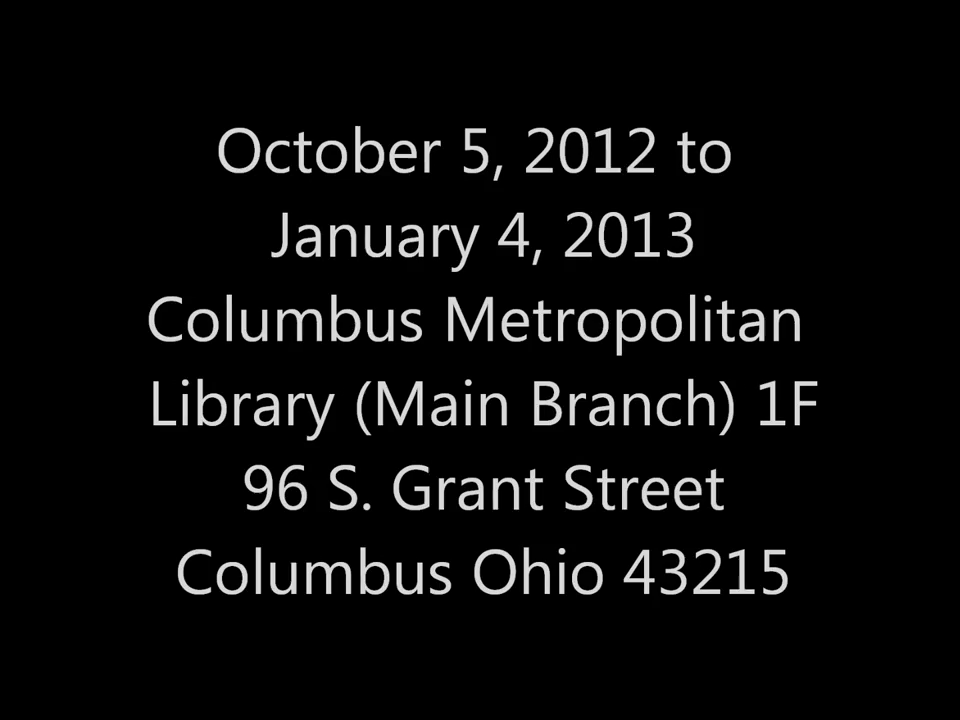 October 5, 2012 to
January 4, 2013
Columbus Metropolitan
Library (Main Branch) 1F
96 S. Grant Street
Columbus Ohio 43215